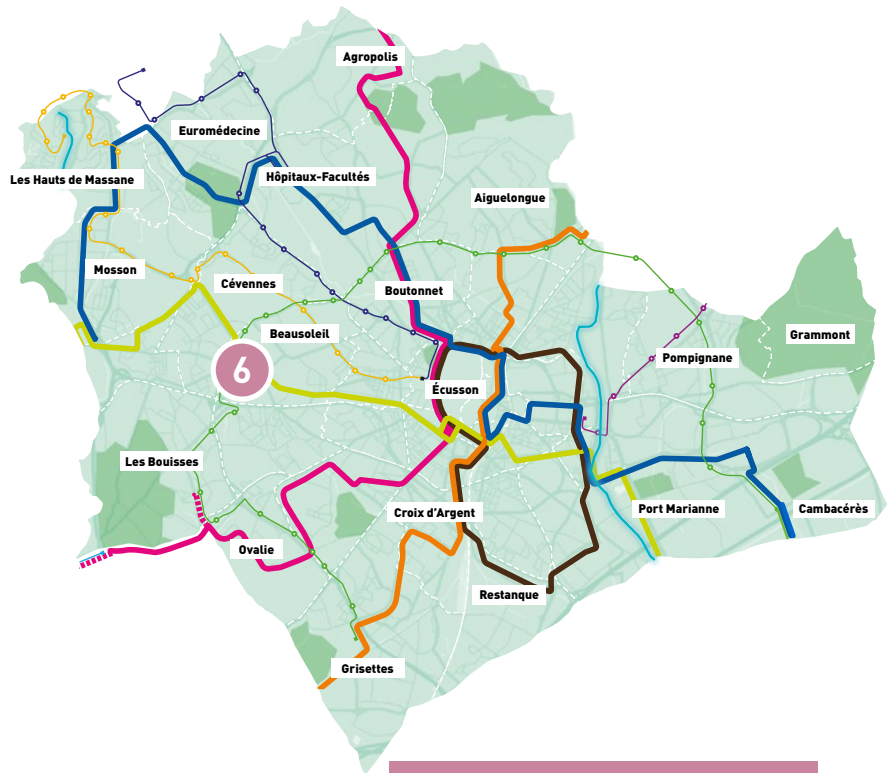 Agropolis
Euromédecine
Les Hauts de Massane
Hôpitaux-Facultés
Aiguelongue
Mosson
Cévennes
Boutonnet
Beausoleil
Grammont
Pompignane
6
Écusson
Les Bouisses
Croix d'Argent
Port Marianne
Cambacérès
Ovalie
Restanque
Grisettes